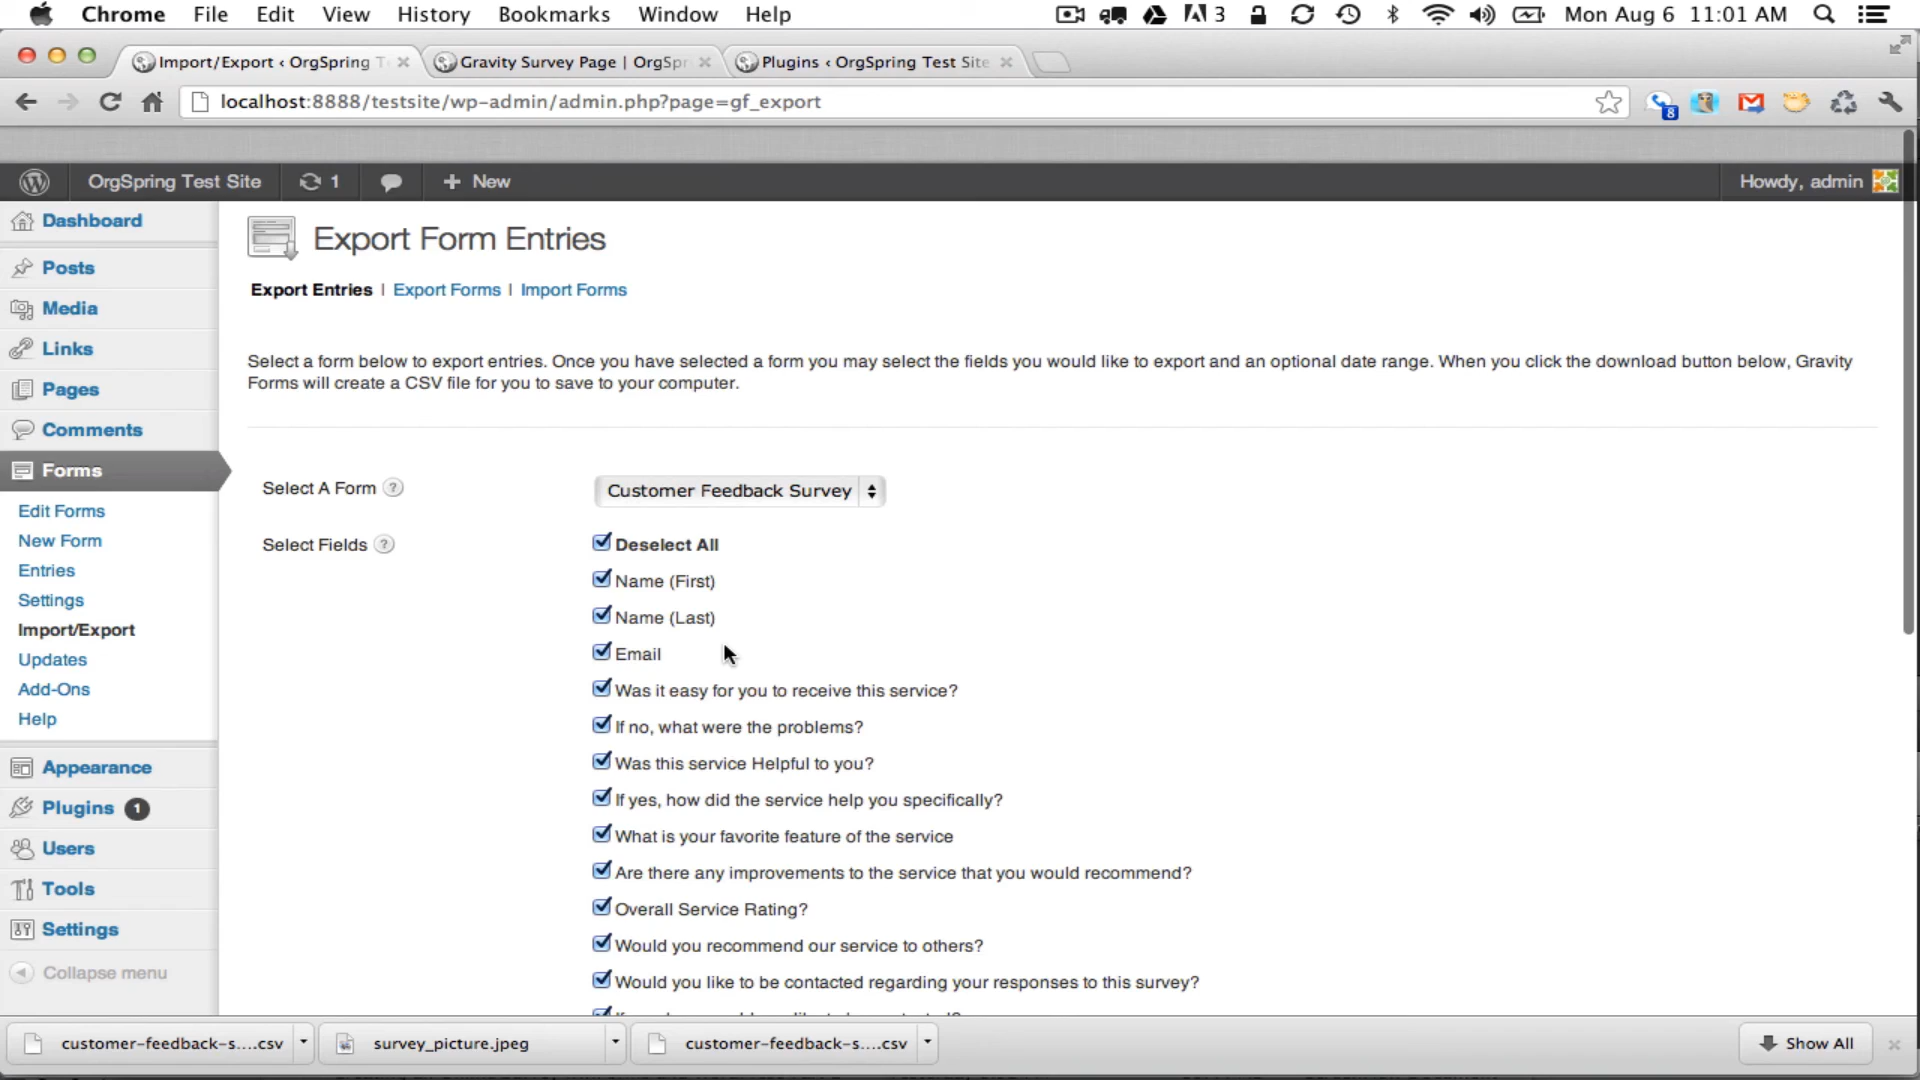 Chrome File Edit View History Bookmarks Window Help 3 Mon Aug 6 11:01 AM
Import/Export ‹ OrgSpring T Gravity Survey Page | OrgSpr Plugins ‹ OrgSpring Test Site
localhost:8888/testsite/wp-admin/admin.php?page=gf_export 8
OrgSpring Test Site 1 + New Howdy, admin
Dashboard
Posts
Media
Links
Pages
Comments
Forms
Edit Forms
New Form
Entries
Settings
Import/Export
Updates
Add-Ons
Help
Appearance
Plugins 1
Users
Tools
Settings
Collapse menu
Export Form Entries
Export Entries | Export Forms | Import Forms
Select a form below to export entries. Once you have selected a form you may select the fields you would like to export and an optional date range. When you click the download button below, Gravity
Forms will create a CSV file for you to save to your computer.
Select A Form ? Customer Feedback Survey
Select Fields ? Deselect All
Name (First)
Name (Last)
Email
Was it easy for you to receive this service?
If no, what were the problems?
Was this service Helpful to you?
If yes, how did the service help you specifically?
What is your favorite feature of the service
Are there any improvements to the service that you would recommend?
Overall Service Rating?
Would you recommend our service to others?
Would you like to be contacted regarding your responses to this survey?
customer-feedback-s....csv survey_picture.jpeg customer-feedback-s....csv Show All